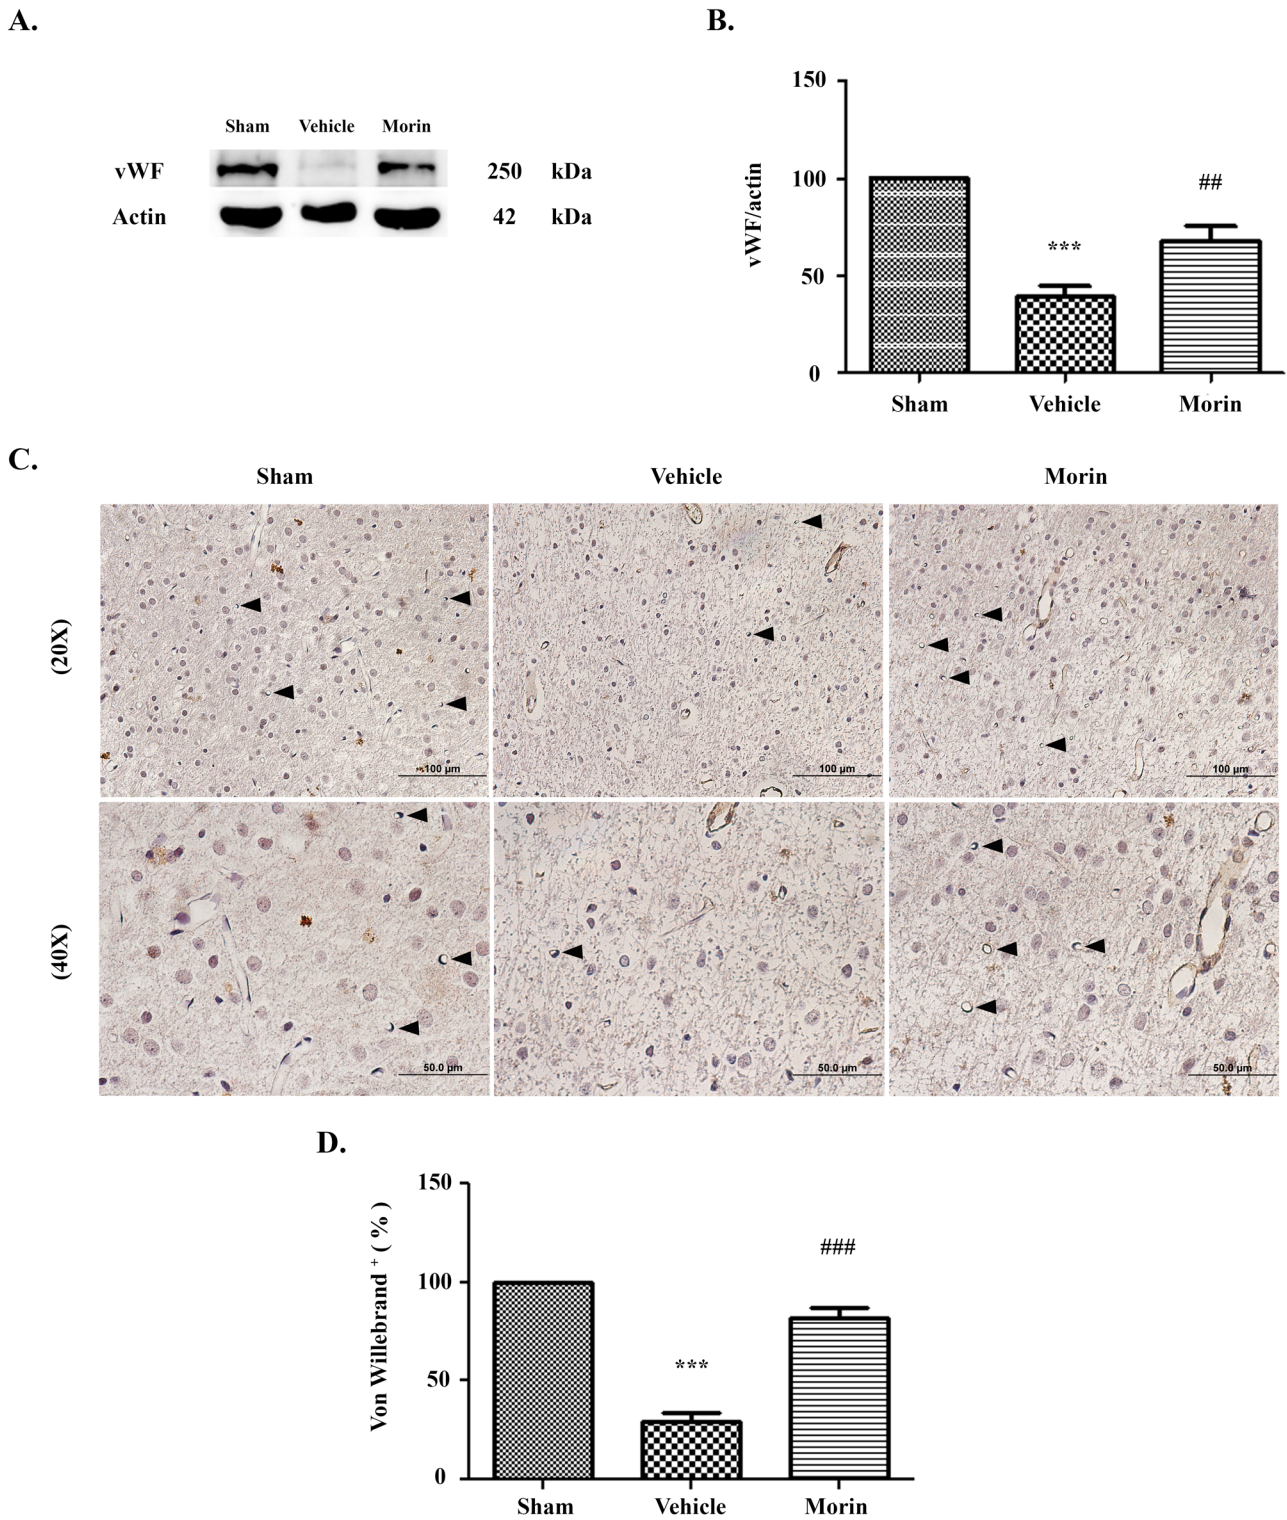 A.
Sham Vehicle Morin
vWF 250 kDa
Actin 42 kDa
B.
150
100
50
0
vWF/actin
***
##
Sham Vehicle Morin
C.
Sham Vehicle Morin
(20X)
100 µm 100 µm 100 µm
(40X)
50.0 µm 50.0 µm 50.0 µm
D.
150
100
50
0
Von Willebrand + ( % )
***
###
Sham Vehicle Morin